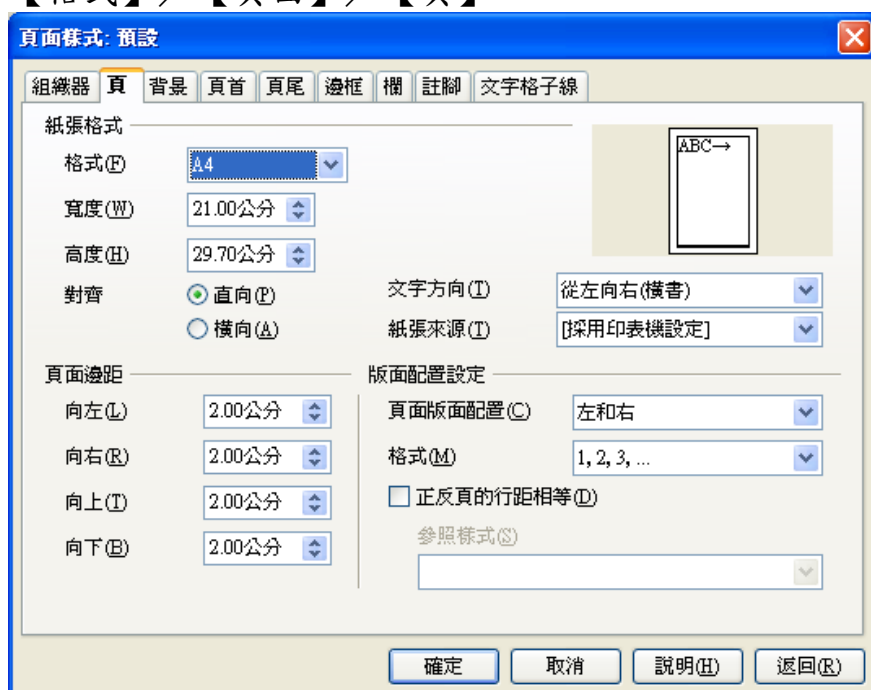 【格式】／【頁面】／【頁】
頁面樣式: 預設
組織器 頁 背景 頁首 頁尾 邊框 欄 註腳 文字格子線
紙張格式
ABC→
格式(F) A4
寬度(W) 21.00公分
高度(H) 29.70公分
對齊 直向(P) 文字方向(T) 從左向右(橫書)
橫向(A) 紙張來源(T) [採用印表機設定]
頁面邊距 版面配置設定
向左(L) 2.00公分 頁面版面配置(C) 左和右
向右(R) 2.00公分 格式(M) 1, 2, 3, ...
向上(T) 2.00公分 正反頁的行距相等(D)
參照樣式(S)
向下(B) 2.00公分
確定 取消 說明(H) 返回(R)